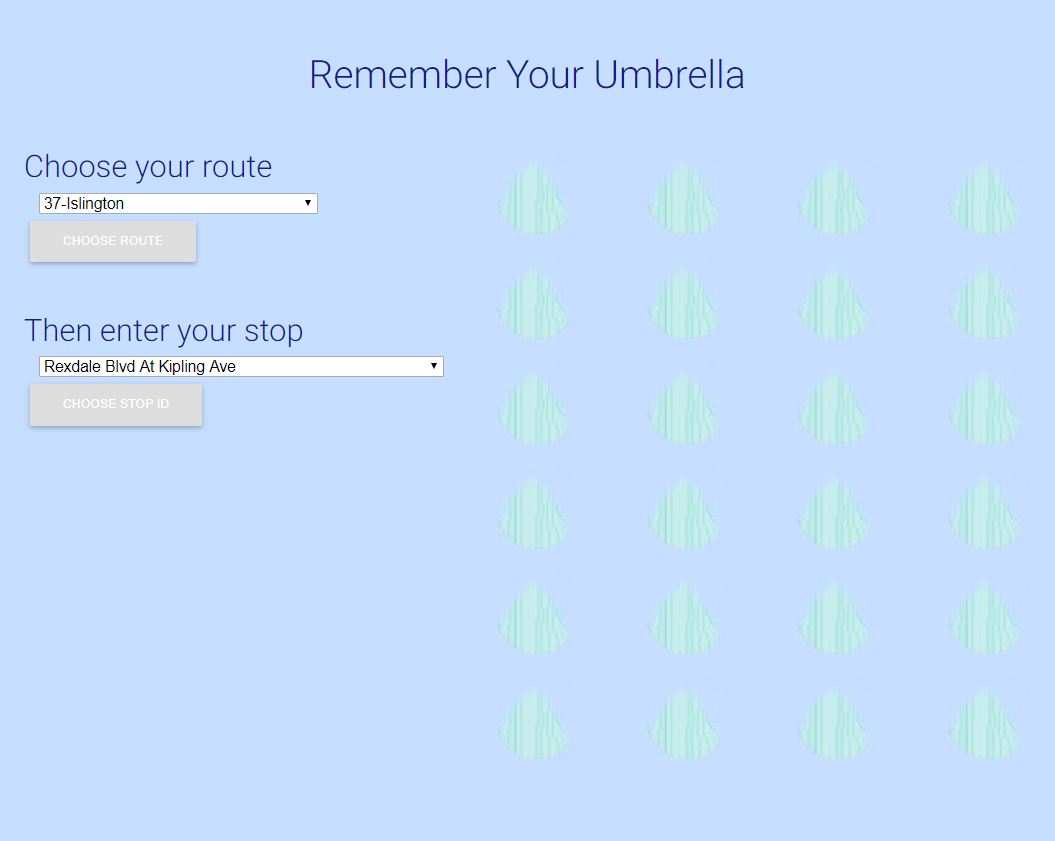 Remember Your Umbrella
Choose your route
37-Islington
CHOOSE ROUTE
Then enter your stop
Rexdale Blvd At Kipling Ave
CHOOSE STOP ID